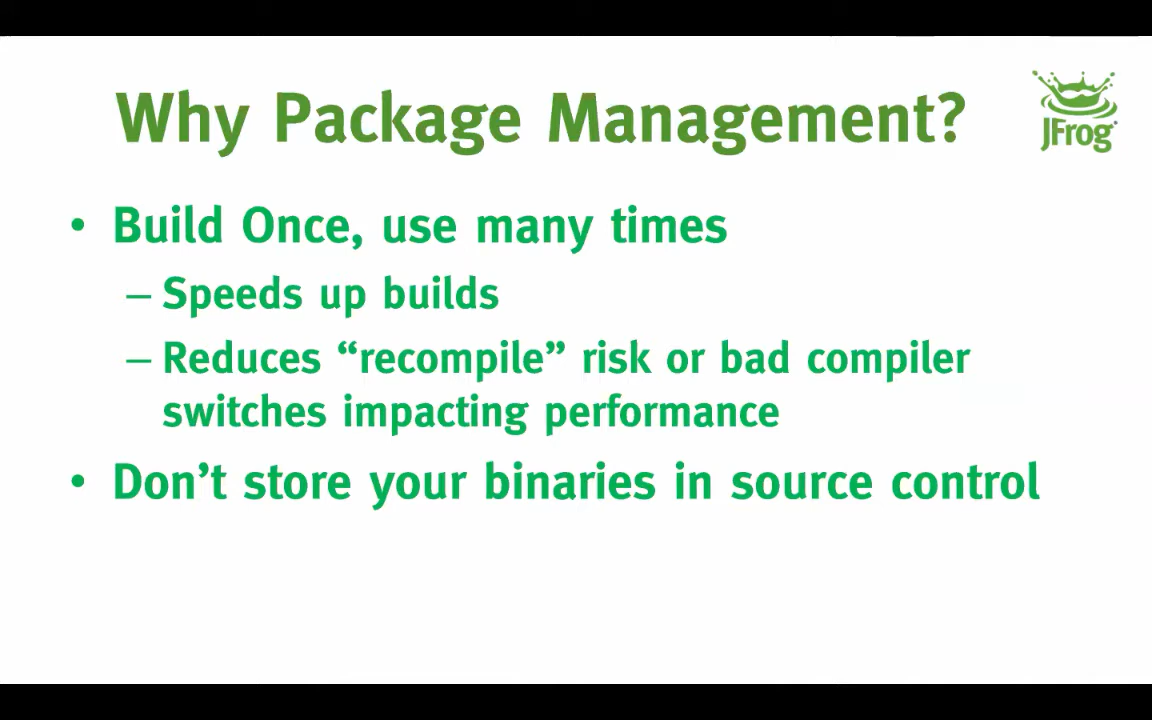 Why Package Management?
JFrog
• Build Once, use many times
– Speeds up builds
– Reduces “recompile” risk or bad compiler
switches impacting performance
• Don’t store your binaries in source control